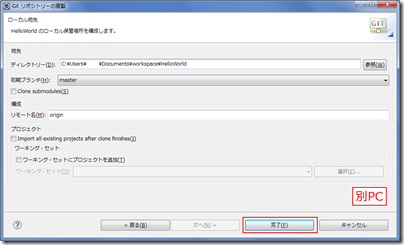 Git リポジトリーの複製
ローカル宛先
HelloWorld のローカル保管場所を構成します。
GIT
宛先
ディレクトリー(D): C:¥Users¥ ¥Documents¥workspace¥HelloWorld 参照(W)
初期ブランチ(H): master
Clone submodules(S)
構成
リモート名(M): origin
プロジェクト
Import all existing projects after clone finishes(I)
ワーキング・セット
ワーキング・セットにプロジェクトを追加(T)
ワーキング・セット(O): 選択(E)...
別PC
< 戻る(B) 次へ(N) > 完了(F) キャンセル